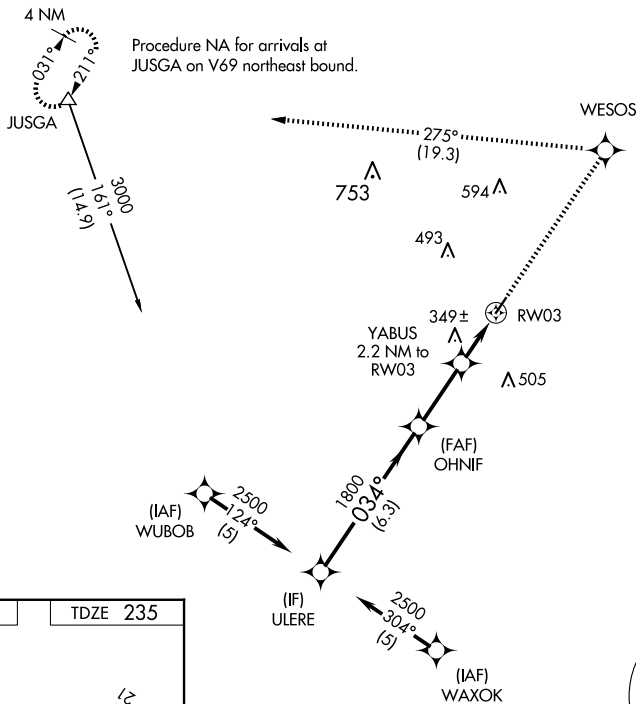 4 NM
031°
211°
JUSGA
Procedure NA for arrivals at
JUSGA on V69 northeast bound.
3000
161°
(14.9)
WESOS
275°
(19.3)
753
594
493
349±
RW03
YABUS
2.2 NM to
RW03
505
(FAF)
OHNIF
1800
034°
(6.3)
(IAF)
WUBOB
2500
124°
(5)
(IF)
ULERE
2500
304°
(5)
(IAF)
WAXOK
TDZE 235
21